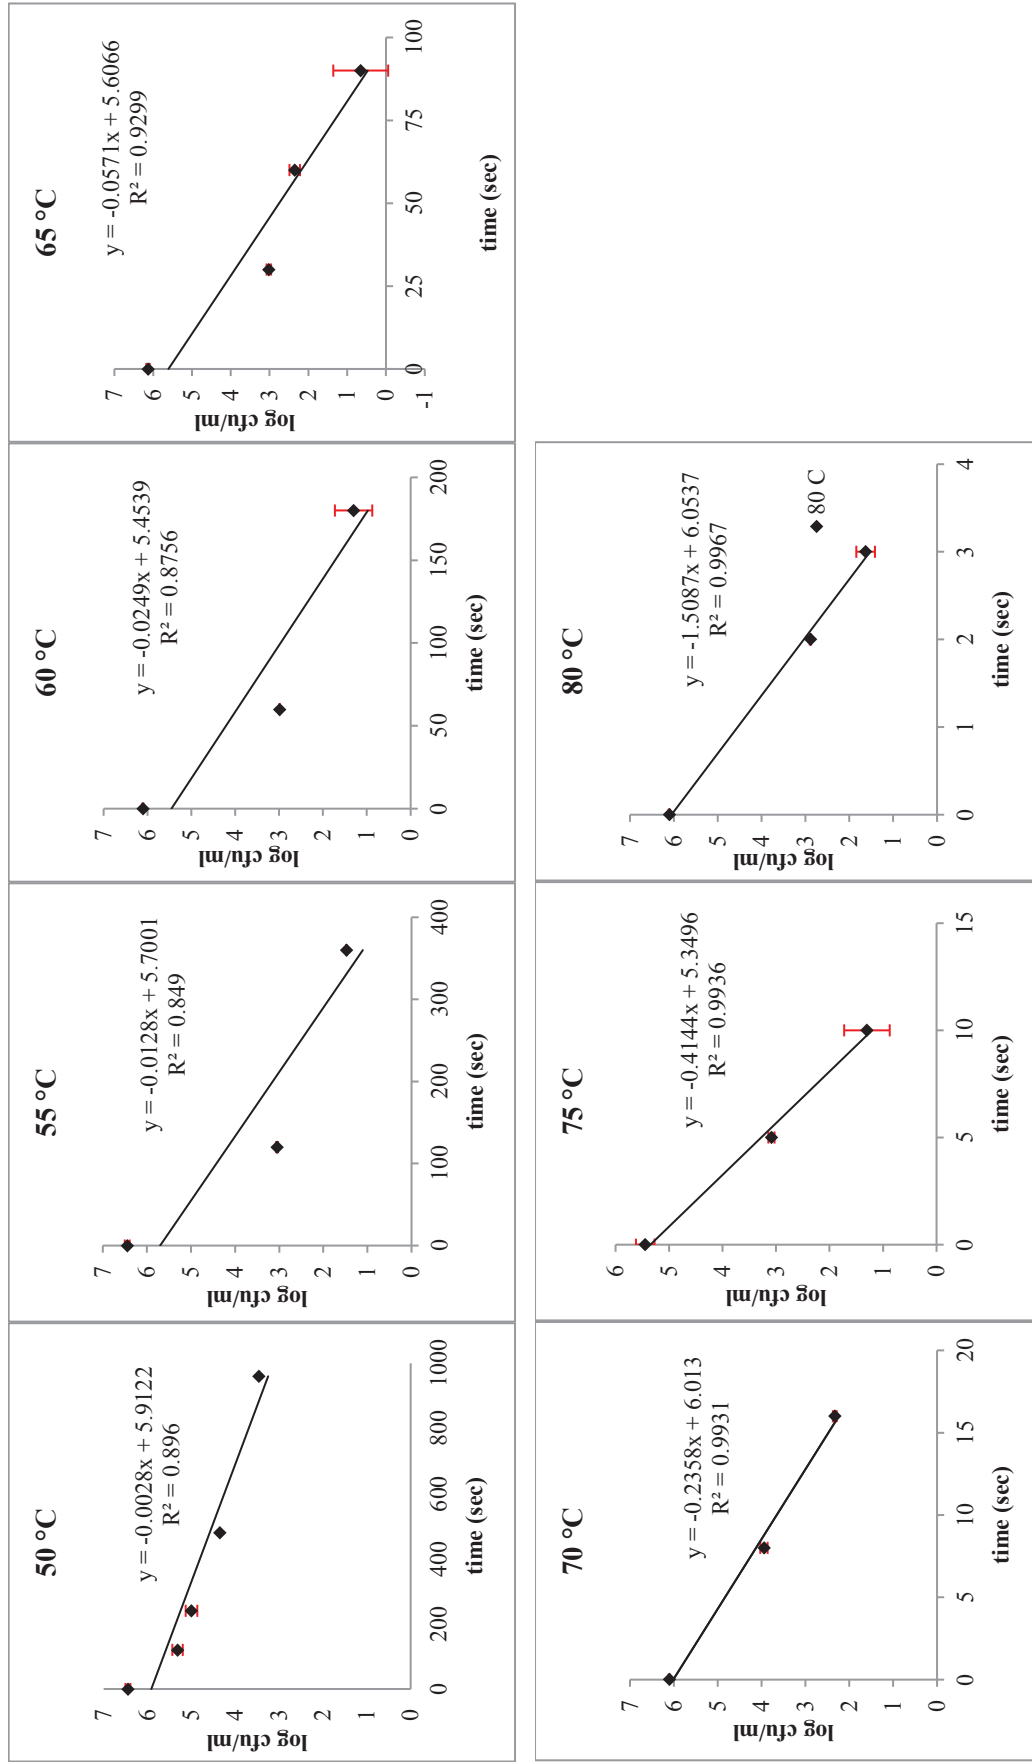 50 °C
y = -0.0028x + 5.9122
R² = 0.896
log cfu/ml
7
6
5
4
3
2
1
0
0
200
400
600
800
1000
time (sec)
55 °C
y = -0.0128x + 5.7001
R² = 0.849
log cfu/ml
7
6
5
4
3
2
1
0
0
100
200
300
400
time (sec)
60 °C
y = -0.0249x + 5.4539
R² = 0.8756
log cfu/ml
7
6
5
4
3
2
1
0
0
50
100
150
200
time (sec)
65 °C
y = -0.0571x + 5.6066
R² = 0.9299
log cfu/ml
7
6
5
4
3
2
1
0
-1
0
25
50
75
100
time (sec)
70 °C
y = -0.2358x + 6.013
R² = 0.9931
log cfu/ml
7
6
5
4
3
2
1
0
0
5
10
15
20
time (sec)
75 °C
y = -0.4144x + 5.3496
R² = 0.9936
log cfu/ml
6
5
4
3
2
1
0
0
5
10
15
time (sec)
80 °C
y = -1.5087x + 6.0537
R² = 0.9967
80 C
log cfu/ml
7
6
5
4
3
2
1
0
0
1
2
3
4
time (sec)